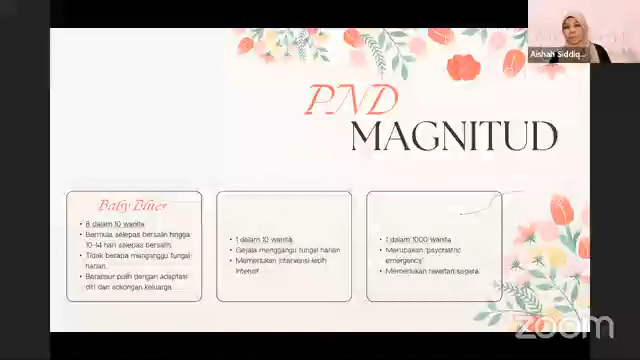 Aishah Siddiq...
PND
MAGNITUD
Baby Blues
• 8 dalam 10 wanita
• Bermula selepas bersalin hingga
10-14 hari selepas bersalin.
• Tidak berapa menganggu fungsi
harian.
• Beransur pulih dengan adaptasi
diri dan sokongan keluarga.
• 1 dalam 10 wanita
• Gejala menggangu fungsi harian
• Memerlukan intervensi lebih
intensif
• 1 dalam 1000 wanita
• Merupakan 'psychiatric
emergency'
• Memerlukan rawatan segera.
zoom